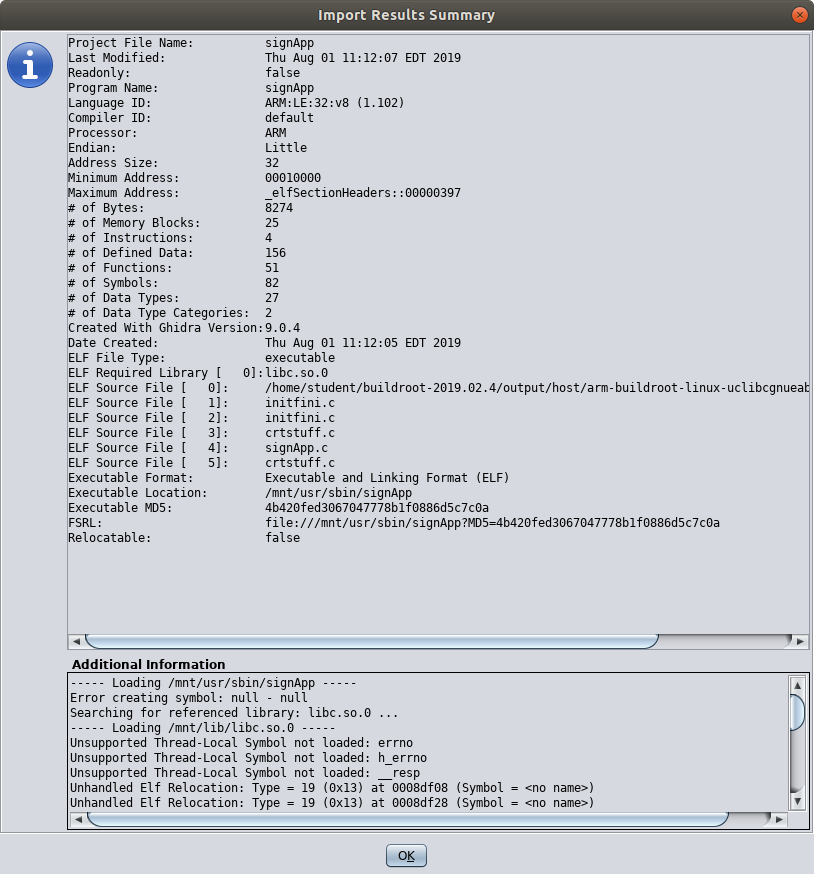 Import Results Summary
Project File Name: signApp
Last Modified: Thu Aug 01 11:12:07 EDT 2019
Readonly: false
Program Name: signApp
Language ID: ARM:LE:32:v8 (1.102)
Compiler ID: default
Processor: ARM
Endian: Little
Address Size: 32
Minimum Address: 00010000
Maximum Address: _elfSectionHeaders::00000397
# of Bytes: 8274
# of Memory Blocks: 25
# of Instructions: 4
# of Defined Data: 156
# of Functions: 51
# of Symbols: 82
# of Data Types: 27
# of Data Type Categories: 2
Created With Ghidra Version:9.0.4
Date Created: Thu Aug 01 11:12:05 EDT 2019
ELF File Type: executable
ELF Required Library [ 0]:libc.so.0
ELF Source File [ 0]: /home/student/buildroot-2019.02.4/output/host/arm-buildroot-linux-uclibcgnueab
ELF Source File [ 1]: initfini.c
ELF Source File [ 2]: initfini.c
ELF Source File [ 3]: crtstuff.c
ELF Source File [ 4]: signApp.c
ELF Source File [ 5]: crtstuff.c
Executable Format: Executable and Linking Format (ELF)
Executable Location: /mnt/usr/sbin/signApp
Executable MD5: 4b420fed3067047778b1f0886d5c7c0a
FSRL: file:///mnt/usr/sbin/signApp?MD5=4b420fed3067047778b1f0886d5c7c0a
Relocatable: false
Additional Information
----- Loading /mnt/usr/sbin/signApp -----
Error creating symbol: null - null
Searching for referenced library: libc.so.0 ...
----- Loading /mnt/lib/libc.so.0 -----
Unsupported Thread-Local Symbol not loaded: errno
Unsupported Thread-Local Symbol not loaded: h_errno
Unsupported Thread-Local Symbol not loaded: __resp
Unhandled Elf Relocation: Type = 19 (0x13) at 0008df08 (Symbol = <no name>)
Unhandled Elf Relocation: Type = 19 (0x13) at 0008df28 (Symbol = <no name>)
OK